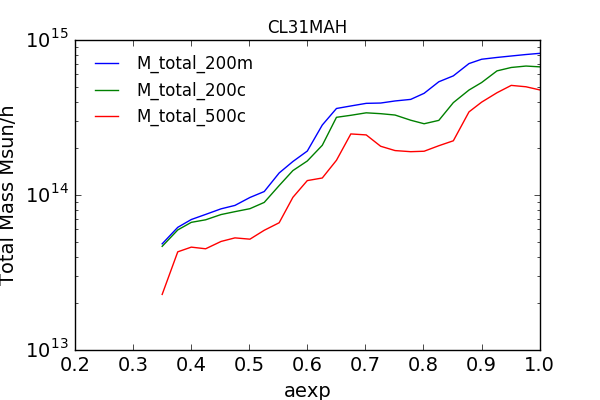 CL31MAH
10^15
M_total_200m
M_total_200c
M_total_500c
Total Mass Msun/h
10^14
10^13
0.2 0.3 0.4 0.5 0.6 0.7 0.8 0.9 1.0
aexp